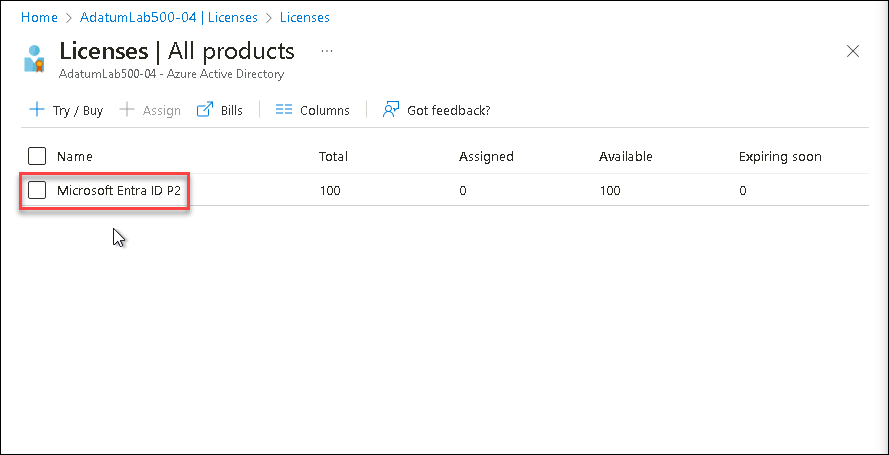 Home > AdatumLab500-04 | Licenses > Licenses
Licenses | All products ...
AdatumLab500-04 - Azure Active Directory
Try / Buy Assign Bills Columns Got feedback?
Name Total Assigned Available Expiring soon
Microsoft Entra ID P2 100 0 100 0